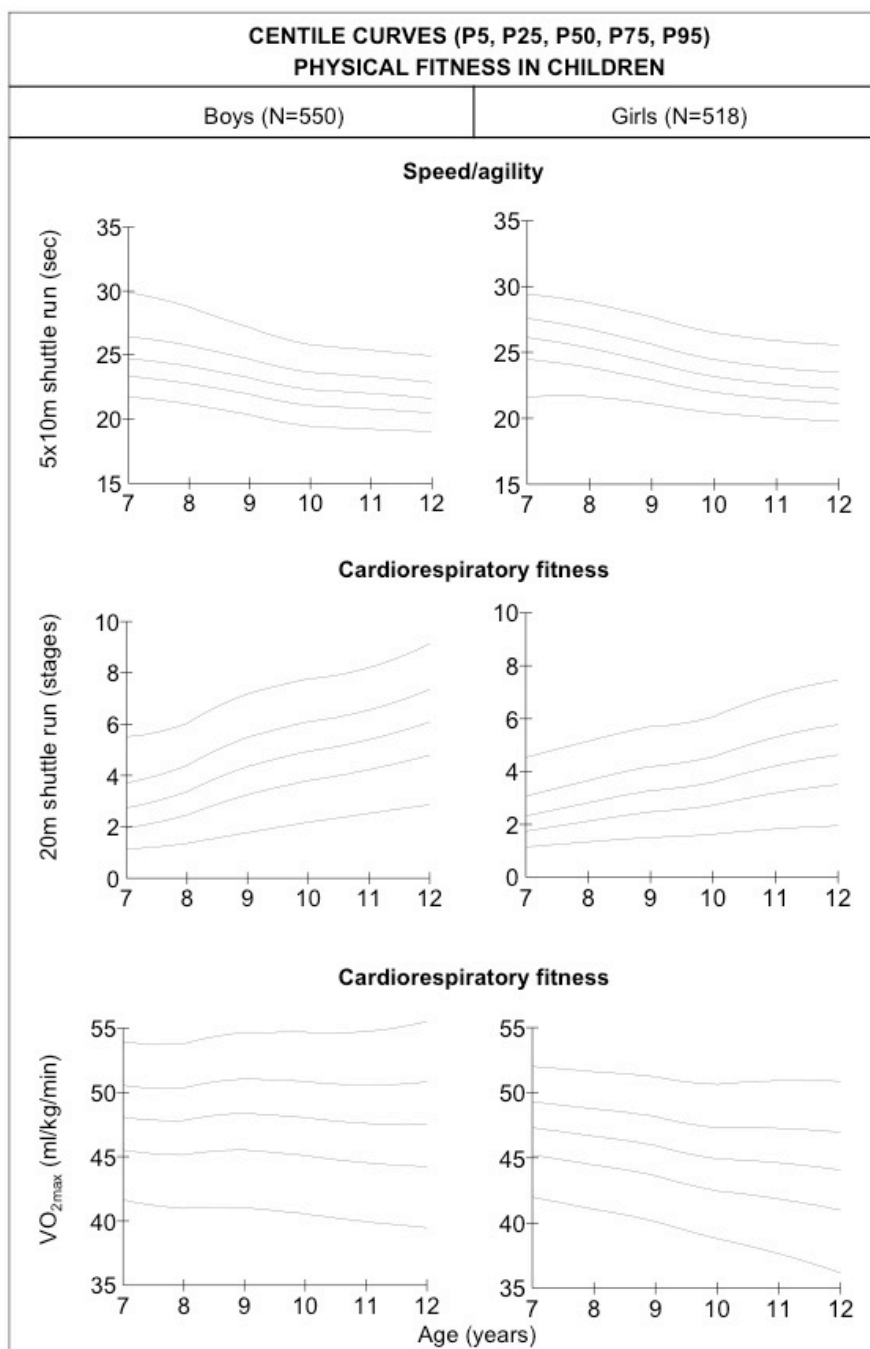 CENTILE CURVES (P5, P25, P50, P75, P95)
PHYSICAL FITNESS IN CHILDREN
Boys (N=550)
Girls (N=518)
Speed/agility
5x10m shuttle run (sec)
35
30
25
20
15
7 8 9 10 11 12
35
30
25
20
15
7 8 9 10 11 12
Cardiorespiratory fitness
20m shuttle run (stages)
10
8
6
4
2
0
7 8 9 10 11 12
10
8
6
4
2
0
7 8 9 10 11 12
Cardiorespiratory fitness
VO2max (ml/kg/min)
55
50
45
40
35
7 8 9 10 11 12
55
50
45
40
35
7 8 9 10 11 12
Age (years)